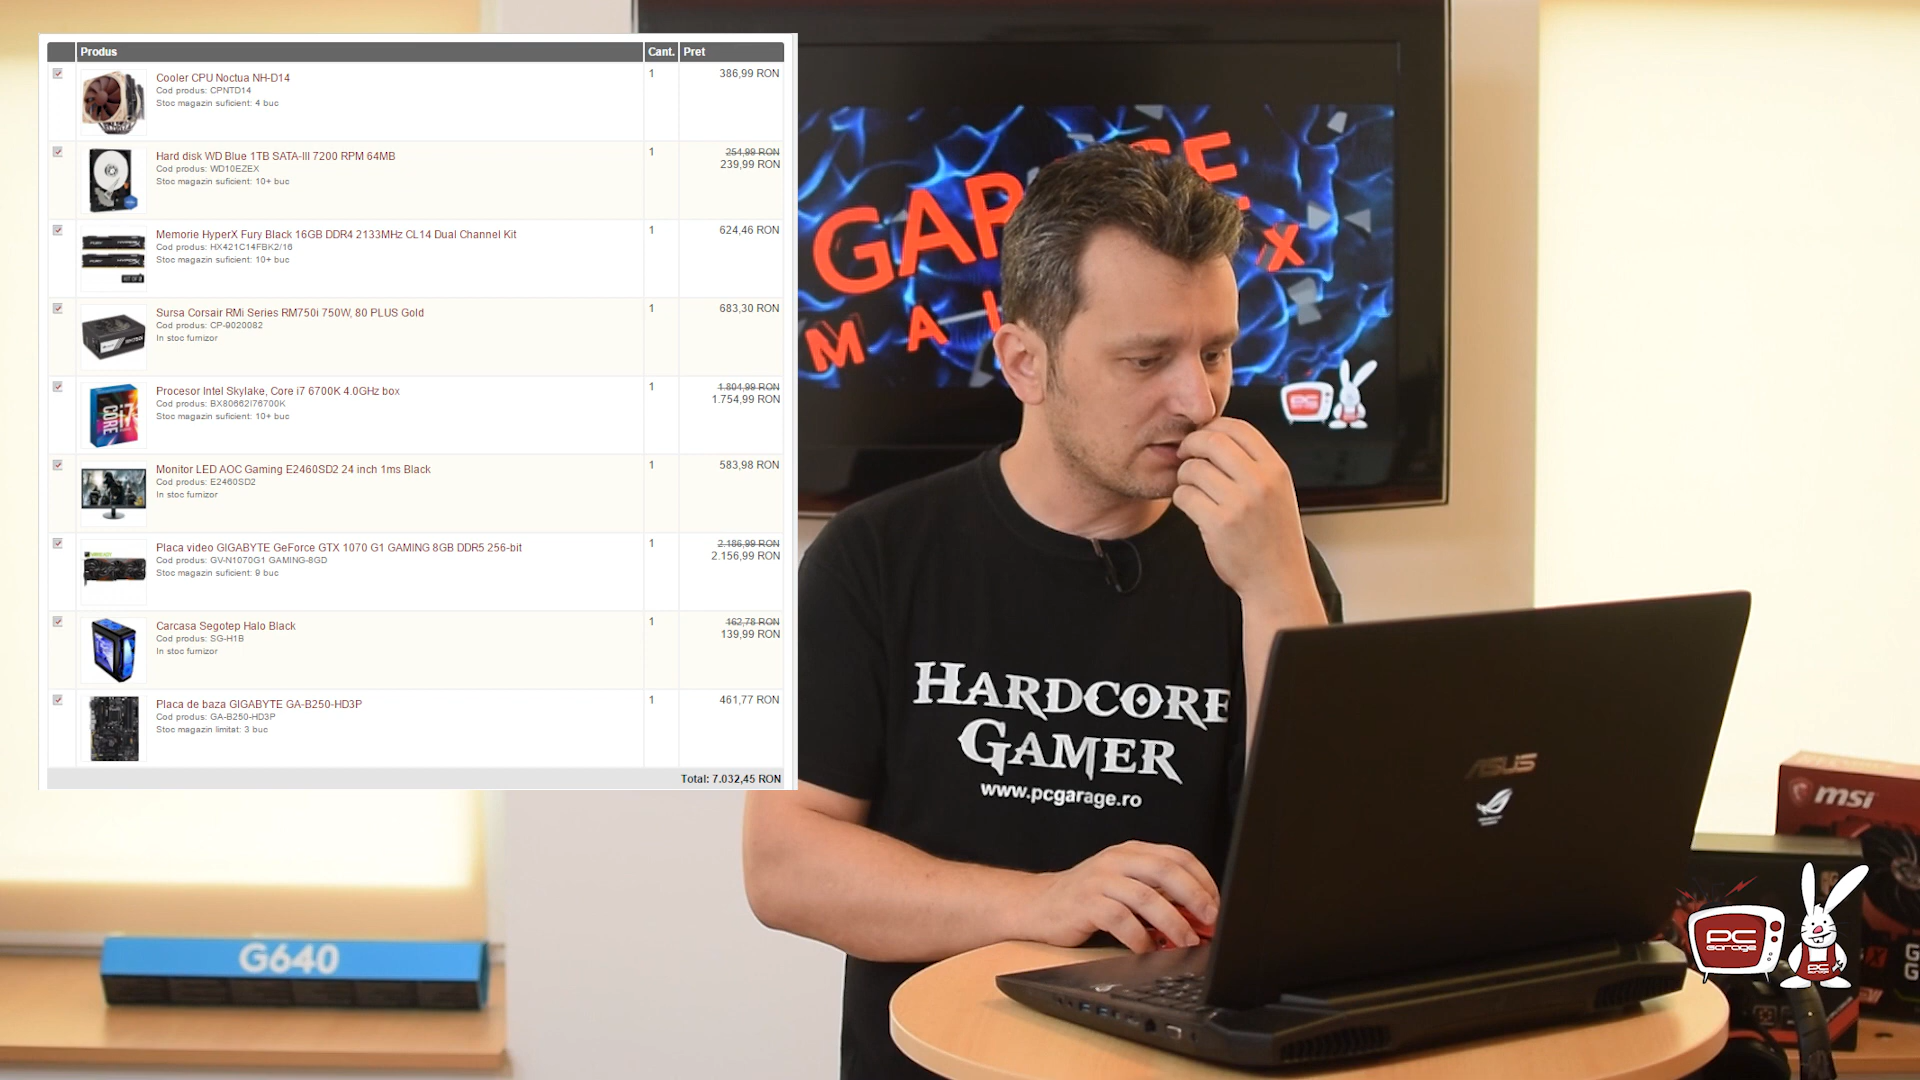 Produs Cant. Pret
Cooler CPU Noctua NH-D14 1 386,99 RON
Cod produs: CPNTD14
Stoc magazin suficient: 4 buc
Hard disk WD Blue 1TB SATA-III 7200 RPM 64MB 1 254,99 RON
Cod produs: WD10EZEX 239,99 RON
Stoc magazin suficient: 10+ buc
Memorie HyperX Fury Black 16GB DDR4 2133MHz CL14 Dual Channel Kit 1 624,46 RON
Cod produs: HX421C14FBK2/16
Stoc magazin suficient: 10+ buc
Sursa Corsair RMi Series RM750i 750W, 80 PLUS Gold 1 683,30 RON
Cod produs: CP-9020082
In stoc furnizor
Procesor Intel Skylake, Core i7 6700K 4.0GHz box 1 1.804,99 RON
Cod produs: BX80662I76700K 1.754,99 RON
Stoc magazin suficient: 10+ buc
Monitor LED AOC Gaming E2460SD2 24 inch 1ms Black 1 583,98 RON
Cod produs: E2460SD2
In stoc furnizor
Placa video GIGABYTE GeForce GTX 1070 G1 GAMING 8GB DDR5 256-bit 1 2.186,99 RON
Cod produs: GV-N1070G1 GAMING-8GD 2.156,99 RON
Stoc magazin suficient: 9 buc
Carcasa Segotep Halo Black 1 162,78 RON
Cod produs: SG-H1B 139,99 RON
In stoc furnizor
Placa de baza GIGABYTE GA-B250-HD3P 1 461,77 RON
Cod produs: GA-B250-HD3P
Stoc magazin limitat: 3 buc
Total: 7.032,45 RON
HARDCORE
GAMER
www.pcgarage.ro
ASUS
msi
G640
PC
Garage